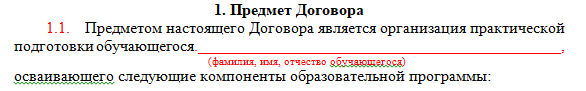 1. Предмет Договора
1.1. Предметом настоящего Договора является организация практической
подготовки обучающегося.________________________________________________,
(фамилия, имя, отчество обучающегося)
осваивающего следующие компоненты образовательной программы: